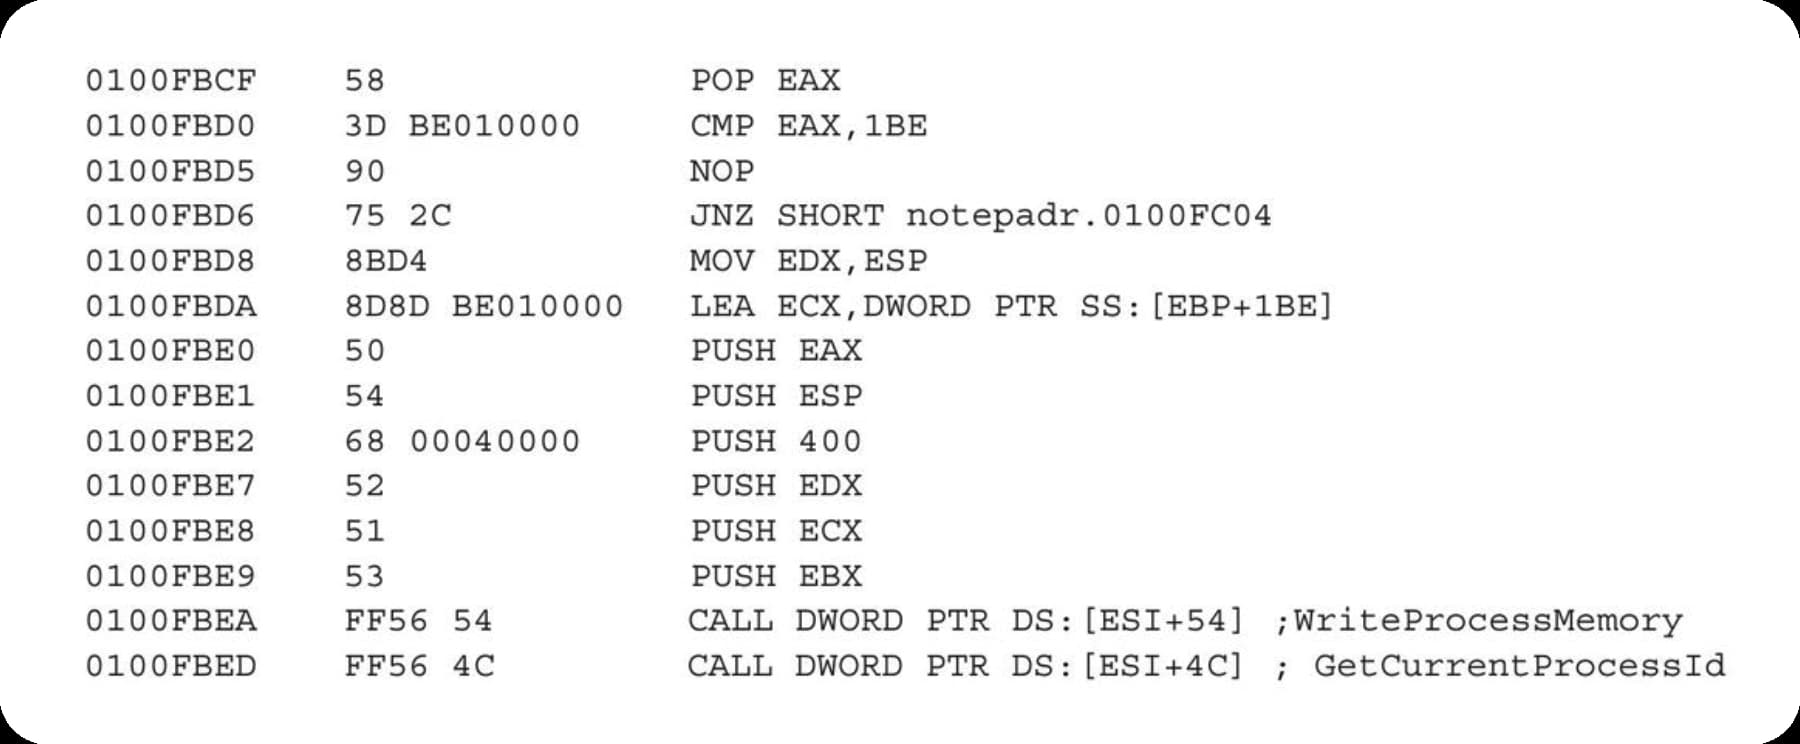 0100FBCF 58 POP EAX
0100FBD0 3D BE010000 CMP EAX,1BE
0100FBD5 90 NOP
0100FBD6 75 2C JNZ SHORT notepadr.0100FC04
0100FBD8 8BD4 MOV EDX,ESP
0100FBDA 8D8D BE010000 LEA ECX,DWORD PTR SS:[EBP+1BE]
0100FBE0 50 PUSH EAX
0100FBE1 54 PUSH ESP
0100FBE2 68 00040000 PUSH 400
0100FBE7 52 PUSH EDX
0100FBE8 51 PUSH ECX
0100FBE9 53 PUSH EBX
0100FBEA FF56 54 CALL DWORD PTR DS:[ESI+54] ;WriteProcessMemory
0100FBED FF56 4C CALL DWORD PTR DS:[ESI+4C] ; GetCurrentProcessId